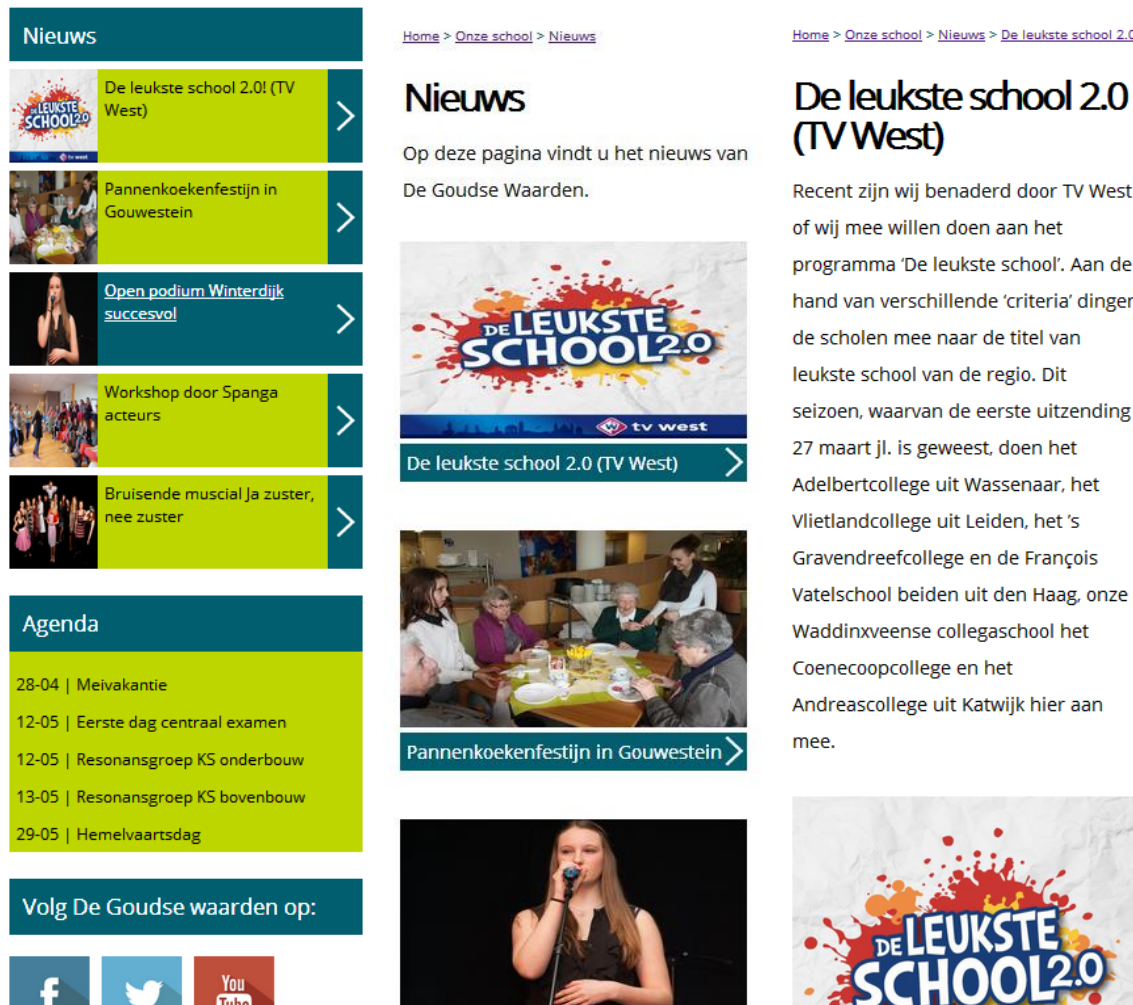 Nieuws
De leukste school 2.0! (TV
West)
Pannenkoekenfestijn in
Gouwestein
Open podium Winterdijk
succesvol
Workshop door Spanga
acteurs
Bruisende muscial Ja zuster,
nee zuster
Agenda
28-04 | Meivakantie
12-05 | Eerste dag centraal examen
12-05 | Resonansgroep KS onderbouw
13-05 | Resonansgroep KS bovenbouw
29-05 | Hemelvaartsdag
Volg De Goudse waarden op:
f
You
Tube
Home > Onze school > Nieuws
Nieuws
Op deze pagina vindt u het nieuws van
De Goudse Waarden.
DE LEUKSTE
SCHOOL2.0
tv west
De leukste school 2.0 (TV West)
Pannenkoekenfestijn in Gouwestein
Home > Onze school > Nieuws > De leukste school 2.0
De leukste school 2.0
(TV West)
Recent zijn wij benaderd door TV West
of wij mee willen doen aan het
programma ‘De leukste school’. Aan de
hand van verschillende ‘criteria’ dingen
de scholen mee naar de titel van
leukste school van de regio. Dit
seizoen, waarvan de eerste uitzending
27 maart jl. is geweest, doen het
Adelbertcollege uit Wassenaar, het
Vlietlandcollege uit Leiden, het ’s
Gravendreefcollege en de François
Vatelschool beiden uit den Haag, onze
Waddinxveense collegaschool het
Coenecoopcollege en het
Andreascollege uit Katwijk hier aan
mee.
DE LEUKSTE
SCHOOL2.0